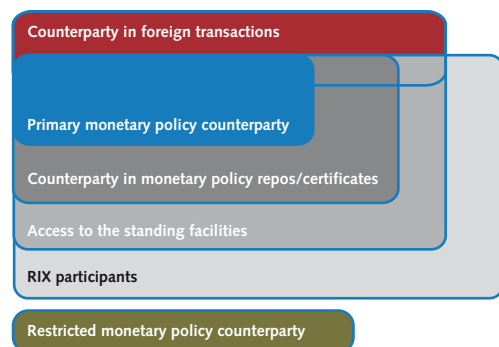 Counterparty in foreign transactions
Primary monetary policy counterparty
Counterparty in monetary policy repos/certificates
Access to the standing facilities
RIX participants
Restricted monetary policy counterparty